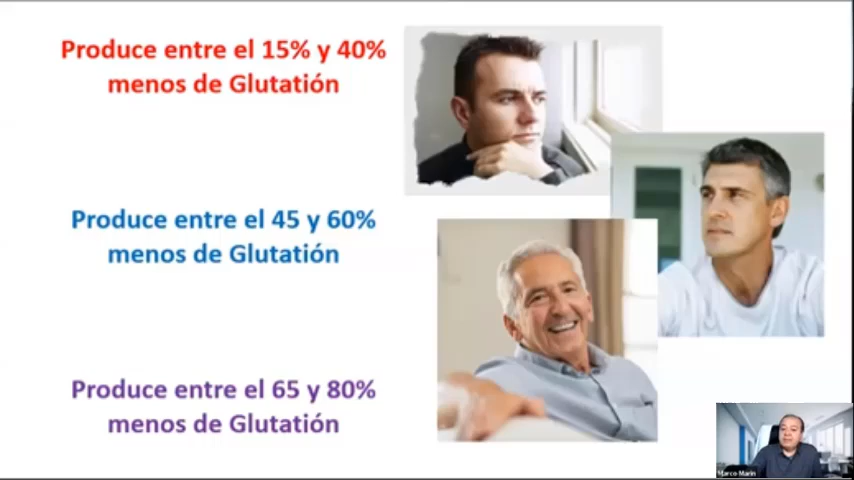 Produce entre el 15% y 40%
menos de Glutatión
Produce entre el 45 y 60%
menos de Glutatión
Produce entre el 65 y 80%
menos de Glutatión
Marco Marin